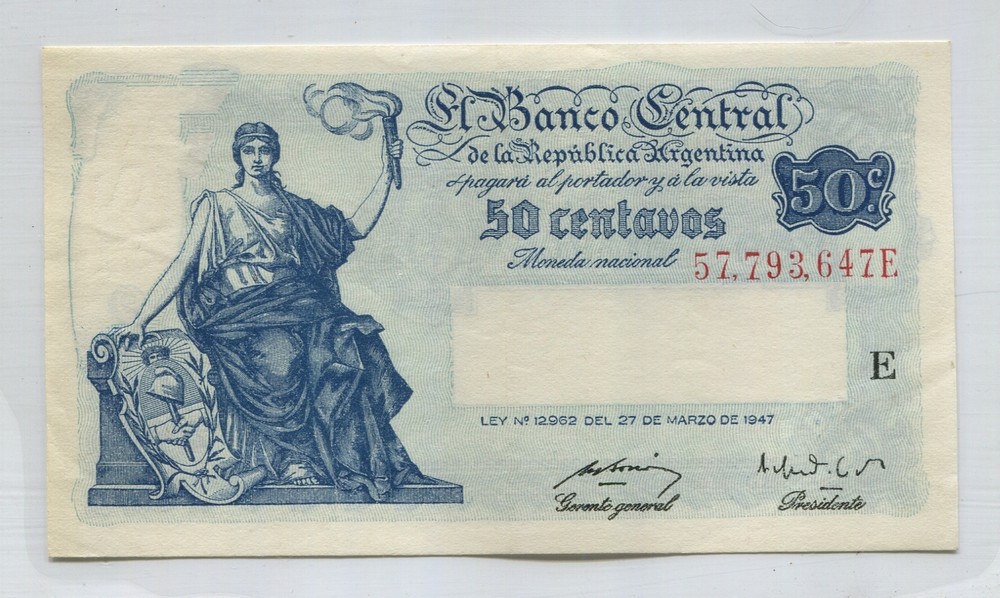 El Banco Central
de la República Argentina
pagará al portador y á la vista
50 centavos
50c.
Moneda nacional
57,793,647E
E
LEY Nº 12962 DEL 27 DE MARZO DE 1947
Gerente general
Presidente